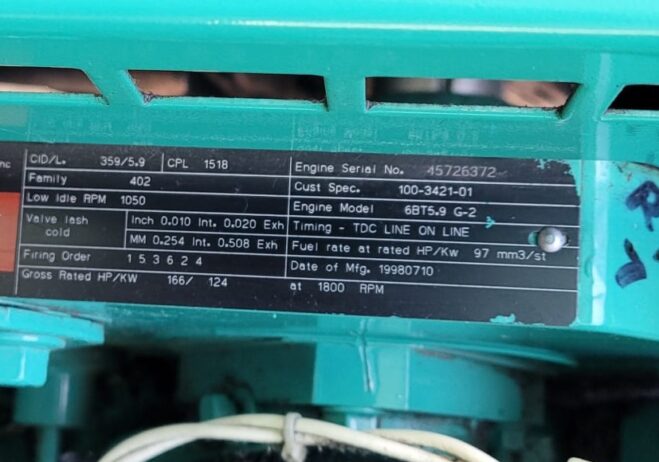 nc CID/L. 359/5.9 CPL 1518 Engine Serial No. 45726372
Family 402 Cust Spec. 100-3421-01
Low Idle RPM 1050 Engine Model 6BT5.9 G-2
Valve lash cold Inch 0.010 Int. 0.020 Exh Timing - TDC LINE ON LINE
MM 0.254 Int. 0.508 Exh Fuel rate at rated HP/Kw 97 mm3/st
Firing Order 1 5 3 6 2 4 Date of Mfg. 19980710
Gross Rated HP/KW 166/ 124 at 1800 RPM